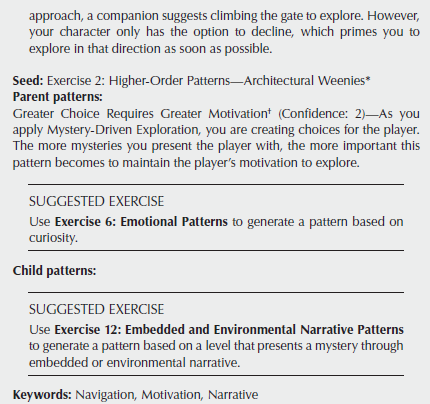 approach, a companion suggests climbing the gate to explore. However,
your character only has the option to decline, which primes you to
explore in that direction as soon as possible.
Seed: Exercise 2: Higher-Order Patterns—Architectural Weenies*
Parent patterns:
Greater Choice Requires Greater Motivation† (Confidence: 2)—As you
apply Mystery-Driven Exploration, you are creating choices for the player.
The more mysteries you present the player with, the more important this
pattern becomes to maintain the player's motivation to explore.
SUGGESTED EXERCISE
Use Exercise 6: Emotional Patterns to generate a pattern based on
curiosity.
Child patterns:
SUGGESTED EXERCISE
Use Exercise 12: Embedded and Environmental Narrative Patterns
to generate a pattern based on a level that presents a mystery through
embedded or environmental narrative.
Keywords: Navigation, Motivation, Narrative